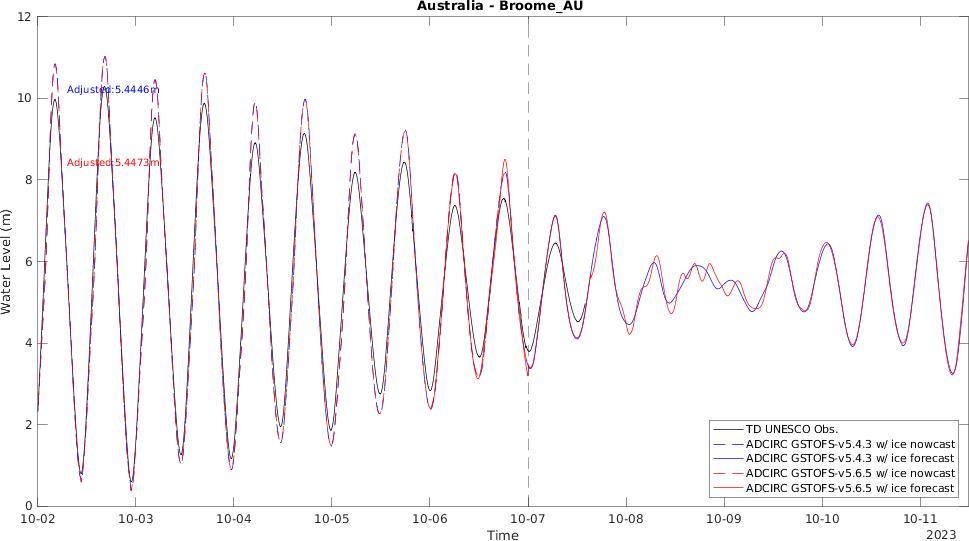 Australia - Broome_AU
Water Level (m)
12
10
8
6
4
2
0
Adjusted:5.4446m
Adjusted:5.4473m
TD UNESCO Obs.
ADCIRC GSTOFS-v5.4.3 w/ ice nowcast
ADCIRC GSTOFS-v5.4.3 w/ ice forecast
ADCIRC GSTOFS-v5.6.5 w/ ice nowcast
ADCIRC GSTOFS-v5.6.5 w/ ice forecast
10-02 10-03 10-04 10-05 10-06 10-07 10-08 10-09 10-10 10-11
Time
2023